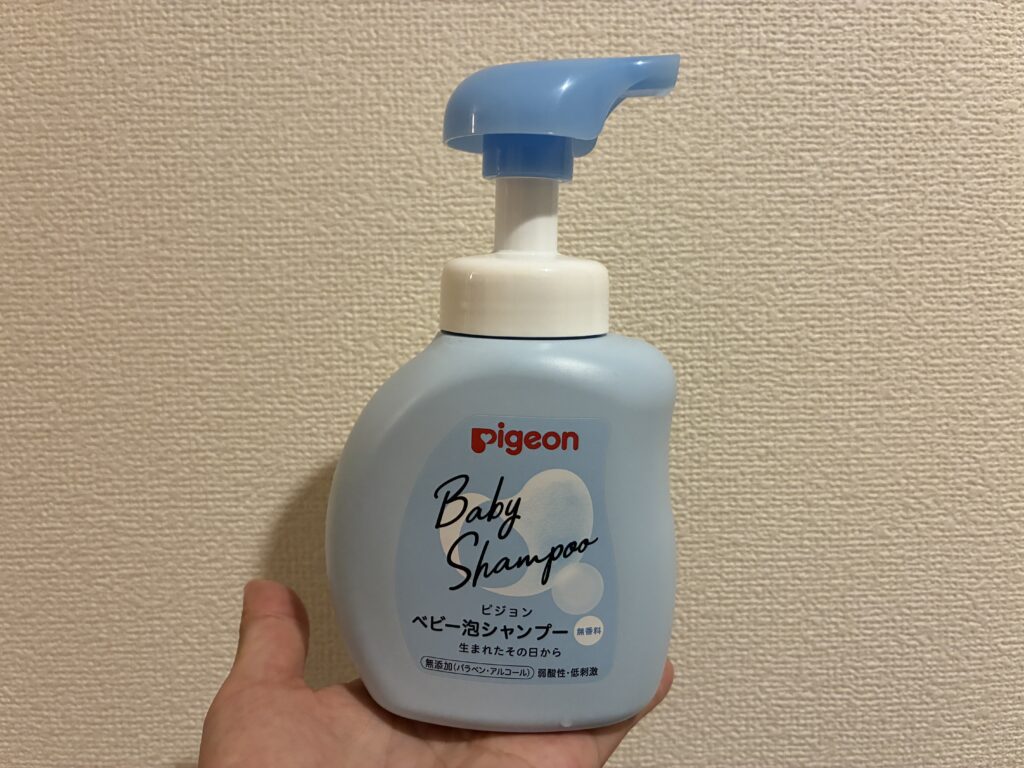 pigeon
Baby
Shampoo
ピジョン
ベビー泡シャンプー 無香料
生まれたその日から
無添加(パラベン・アルコール) 弱酸性・低刺激